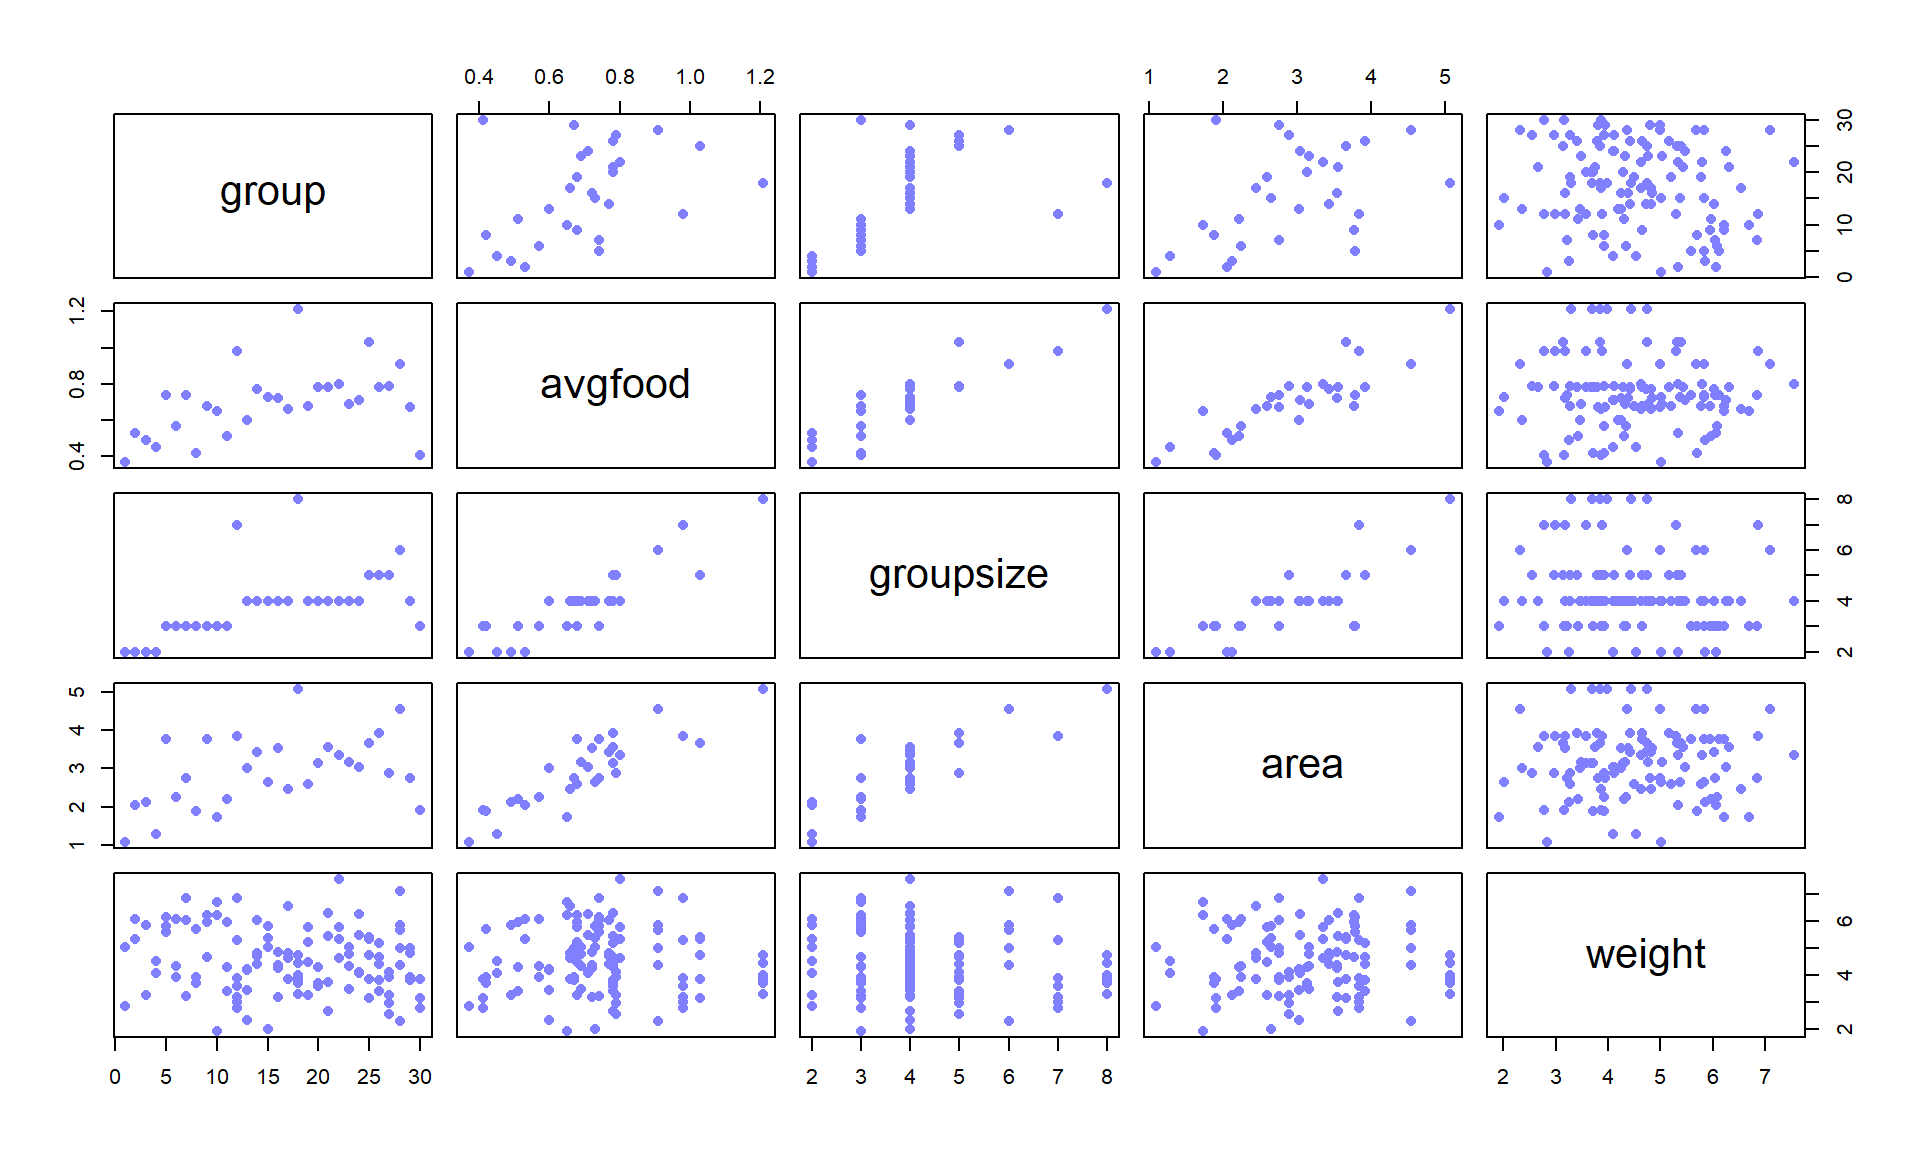 0.4 0.6 0.8 1.0 1.2
1 2 3 4 5
group
0 10 20 30
0.4 0.8 1.2
avgfood
groupsize
2 4 6 8
1 2 3 4 5
area
weight
2 4 6
0 5 10 15 20 25 30
2 3 4 5 6 7 8
2 3 4 5 6 7